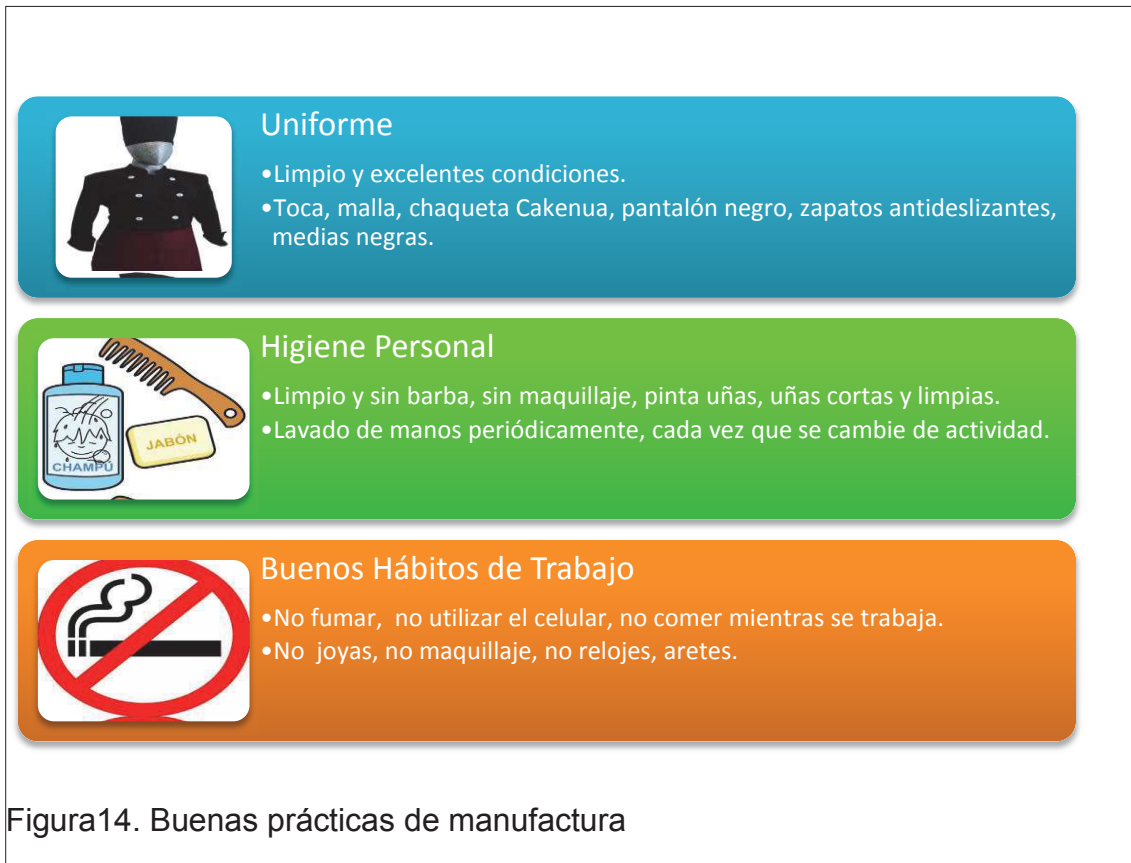 Uniforme
•Limpio y excelentes condiciones.
•Toca, malla, chaqueta Cakenua, pantalón negro, zapatos antideslizantes,
medias negras.
Higiene Personal
•Limpio y sin barba, sin maquillaje, pinta uñas, uñas cortas y limpias.
•Lavado de manos periódicamente, cada vez que se cambie de actividad.
JABÓN
CHAMPÚ
Buenos Hábitos de Trabajo
•No fumar,  no utilizar el celular, no comer mientras se trabaja.
•No  joyas, no maquillaje, no relojes, aretes.
Figura14. Buenas prácticas de manufactura